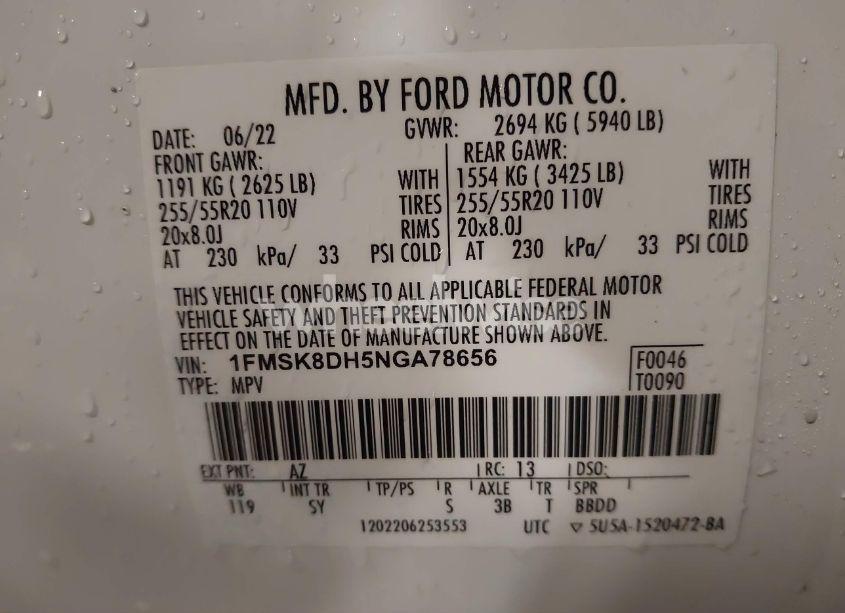 MFD. BY FORD MOTOR CO.
DATE: 06/22 GVWR: 2694 KG ( 5940 LB)
FRONT GAWR: REAR GAWR:
1191 KG ( 2625 LB) WITH 1554 KG ( 3425 LB) WITH
255/55R20 110V TIRES 255/55R20 110V TIRES
20x8.0J RIMS 20x8.0J RIMS
AT 230 kPa/ 33 PSI COLD AT 230 kPa/ 33 PSI COLD
THIS VEHICLE CONFORMS TO ALL APPLICABLE FEDERAL MOTOR
VEHICLE SAFETY AND THEFT PREVENTION STANDARDS IN
EFFECT ON THE DATE OF MANUFACTURE SHOWN ABOVE.
VIN: 1FMSK8DH5NGA78656 F0046
TYPE: MPV T0090
EXT PNT: AZ RC: 13 DSO:
WB INT TR TP/PS R AXLE TR SPR
119 SY S 3B T BBDD
1202206253553 UTC ▽ 5U5A-1520472-BA